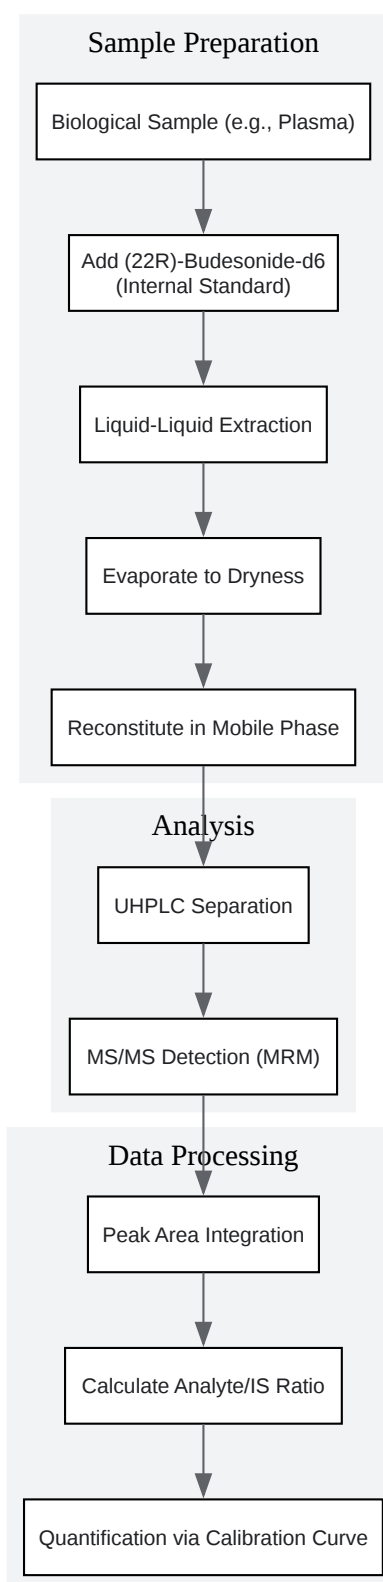 Sample Preparation
Biological Sample (e.g., Plasma)
Add (22R)-Budesonide-d6
(Internal Standard)
Liquid-Liquid Extraction
Evaporate to Dryness
Reconstitute in Mobile Phase
Analysis
UHPLC Separation
MS/MS Detection (MRM)
Data Processing
Peak Area Integration
Calculate Analyte/IS Ratio
Quantification via Calibration Curve